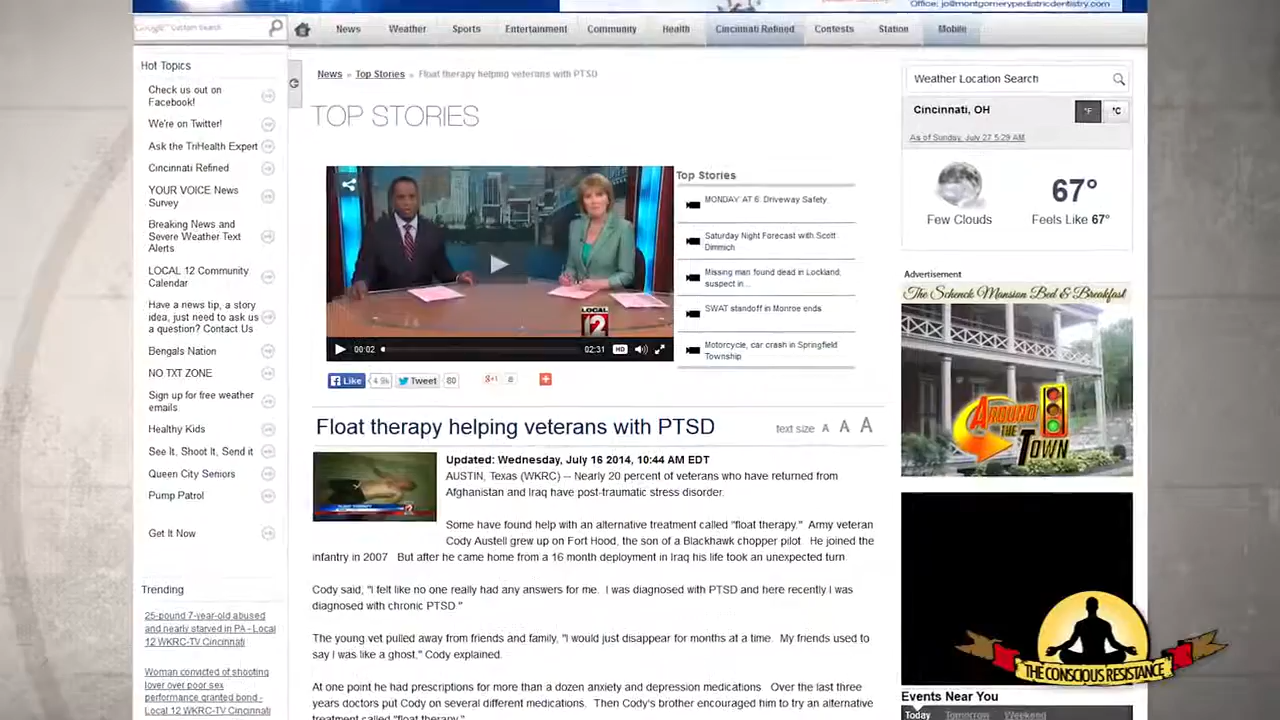 Office: jo@montgomerypediatricdentistry.com
Google Custom Search
News
Weather
Sports
Entertainment
Community
Health
Cincinnati Refined
Contests
Station
Mobile
Hot Topics
Check us out on
Facebook!
We're on Twitter!
Ask the TriHealth Expert
Cincinnati Refined
YOUR VOICE News
Survey
Breaking News and
Severe Weather Text
Alerts
LOCAL 12 Community
Calendar
Have a news tip, a story
idea, just need to ask us
a question? Contact Us
Bengals Nation
NO TXT ZONE
Sign up for free weather
emails
Healthy Kids
See It, Shoot It, Send it
Queen City Seniors
Pump Patrol
Get It Now
Trending
25-pound 7-year-old abused
and nearly starved in PA - Local
12 WKRC-TV Cincinnati
Woman convicted of shooting
lover over poor sex
performance granted bond -
Local 12 WKRC-TV Cincinnati
News » Top Stories » Float therapy helping veterans with PTSD
TOP STORIES
LOCAL
12
00:02
02:31
HD
Top Stories
MONDAY AT 6: Driveway Safety
Saturday Night Forecast with Scott
Dimmich
Missing man found dead in Lockland,
suspect in...
SWAT standoff in Monroe ends
Motorcycle, car crash in Springfield
Township
Like
4.9k
Tweet
80
g+1
8
Float therapy helping veterans with PTSD
text size A A A
Updated: Wednesday, July 16 2014, 10:44 AM EDT
AUSTIN, Texas (WKRC) -- Nearly 20 percent of veterans who have returned from
Afghanistan and Iraq have post-traumatic stress disorder.
Some have found help with an alternative treatment called "float therapy." Army veteran
Cody Austell grew up on Fort Hood, the son of a Blackhawk chopper pilot. He joined the
infantry in 2007. But after he came home from a 16 month deployment in Iraq his life took an unexpected turn.
Cody said, "I felt like no one really had any answers for me. I was diagnosed with PTSD and here recently I was
diagnosed with chronic PTSD."
The young vet pulled away from friends and family, "I would just disappear for months at a time. My friends used to
say I was like a ghost," Cody explained.
At one point he had prescriptions for more than a dozen anxiety and depression medications. Over the last three
years doctors put Cody on several different medications. Then Cody's brother encouraged him to try an alternative
treatment called "float therapy."
Weather Location Search
Cincinnati, OH
°F
°C
As of Sunday, July 27 5:29 AM
67°
Few Clouds
Feels Like 67°
Advertisement
The Schenck Mansion Bed & Breakfast
AROUND
THE
TOWN
THE CONSCIOUS RESISTANCE
Events Near You
Today
Tomorrow
Weekend